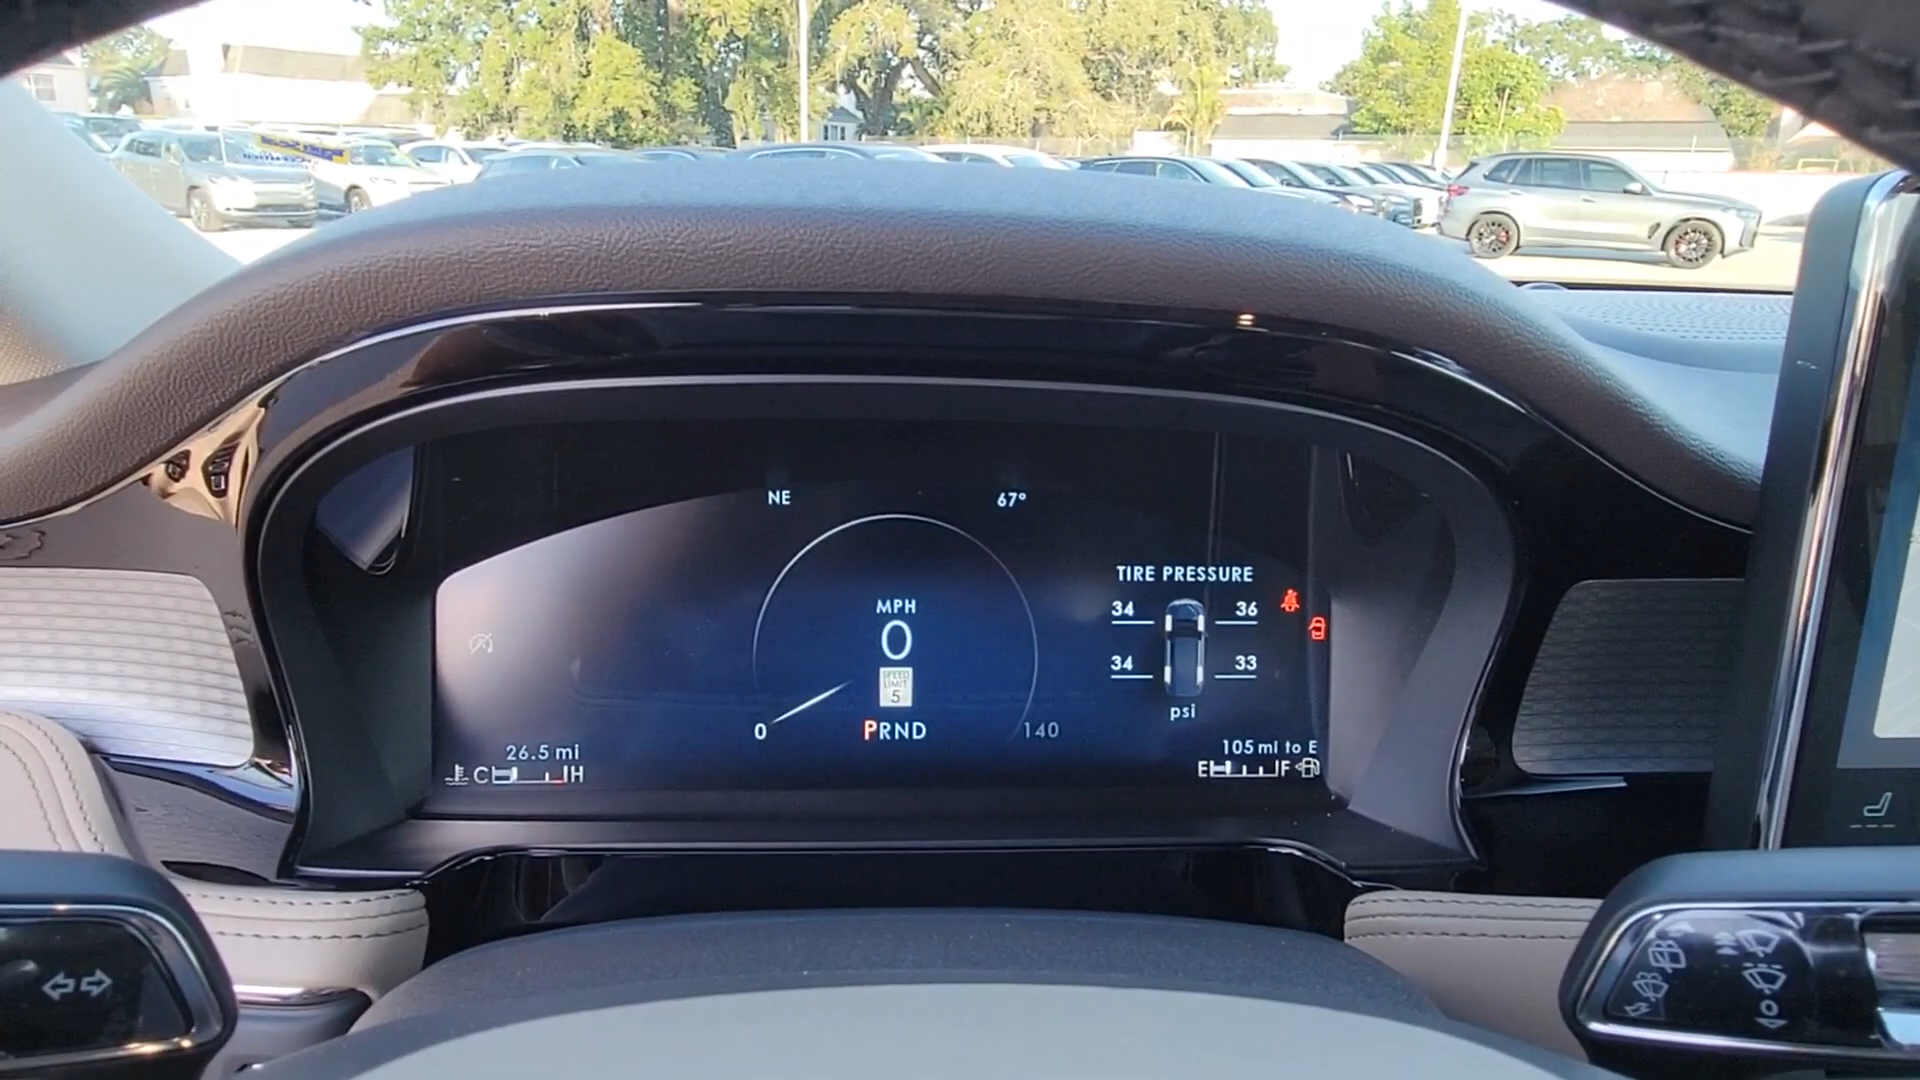 NE
67°
TIRE PRESSURE
34
36
34
33
psi
MPH
0
SPEED
LIMIT
5
0
PRND
140
26.5 mi
C
H
105 mi to E
E
F